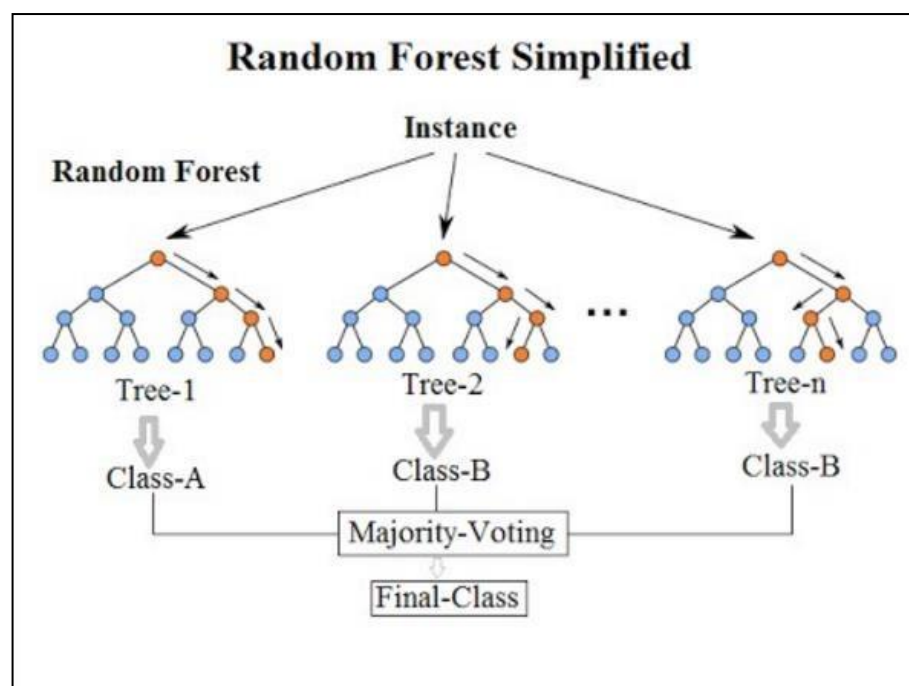 Random Forest Simplified
Instance
Random Forest
...
Tree-1 Tree-2 Tree-n
Class-A Class-B Class-B
Majority-Voting
Final-Class